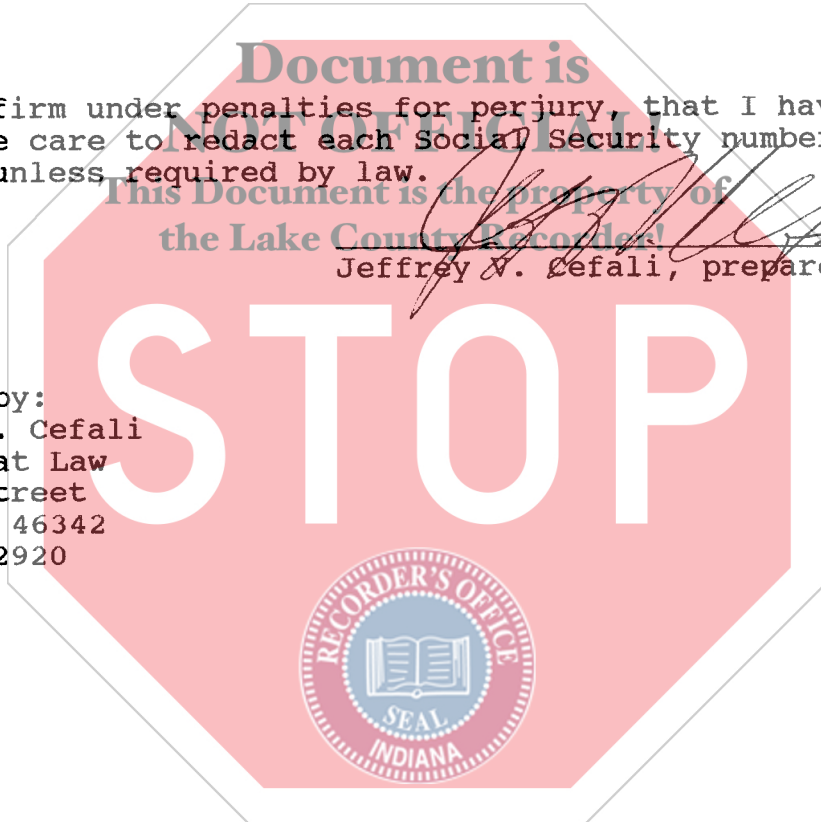 Document is
firm under penalties for perjury, that I hav
e care to redact each Social Security number
NOT OFFICIAL!
unless required by law.
This Document is the property of
the Lake County Recorder!
Jeffrey V. Cefali, prepare
STOP
by:
. Cefali
at Law
treet
46342
2920
RECORDER'S OFFICE
SEAL
INDIANA